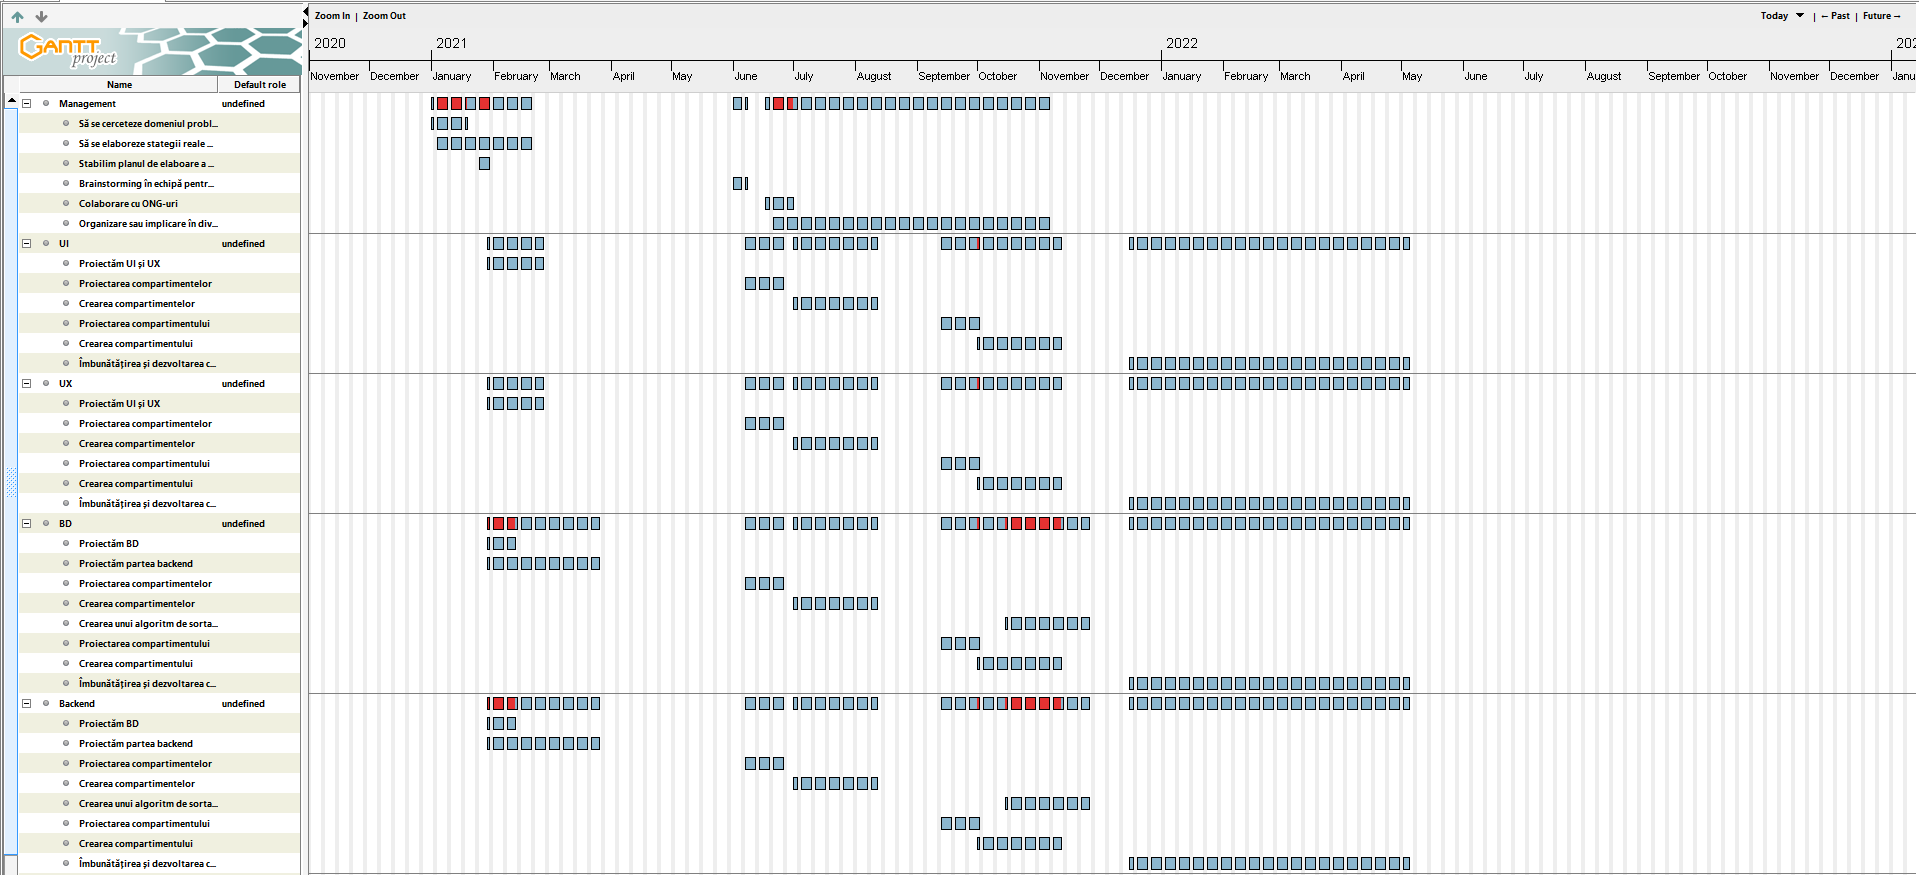 Zoom In | Zoom Out
Today | ← Past | Future →
GANTT project
2020 2021 2022
November December January February March April May June July August September October November December January February March April May June July August September October November December
Name Default role
Management undefined
Să se cerceteze domeniul probl...
Să se elaboreze stategii reale ...
Stabilim planul de elaboare a ...
Brainstorming în echipă pentr...
Colaborare cu ONG-uri
Organizare sau implicare în div...
UI undefined
Proiectăm UI și UX
Proiectarea compartimentelor
Crearea compartimentelor
Proiectarea compartimentului
Crearea compartimentului
Îmbunătățirea și dezvoltarea c...
UX undefined
Proiectăm UI și UX
Proiectarea compartimentelor
Crearea compartimentelor
Proiectarea compartimentului
Crearea compartimentului
Îmbunătățirea și dezvoltarea c...
BD undefined
Proiectăm BD
Proiectăm partea backend
Proiectarea compartimentelor
Crearea compartimentelor
Crearea unui algoritm de sorta...
Proiectarea compartimentului
Crearea compartimentului
Îmbunătățirea și dezvoltarea c...
Backend undefined
Proiectăm BD
Proiectăm partea backend
Proiectarea compartimentelor
Crearea compartimentelor
Crearea unui algoritm de sorta...
Proiectarea compartimentului
Crearea compartimentului
Îmbunătățirea și dezvoltarea c...